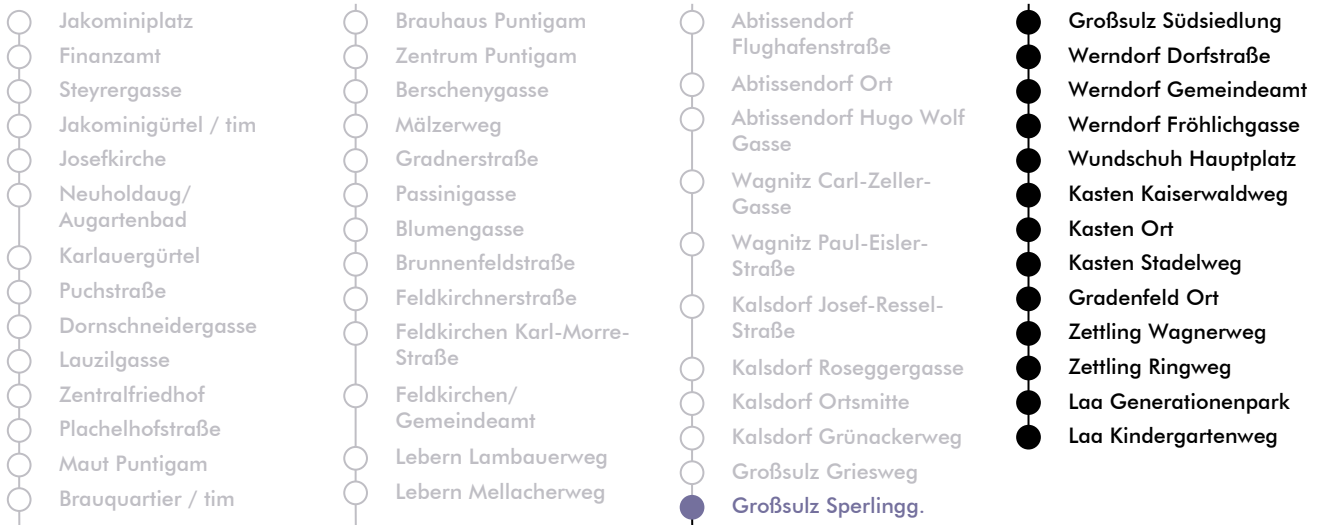 Jakominiplatz
Finanzamt
Steyrergasse
Jakominigürtel / tim
Josefkirche
Neuholdaug/
Augartenbad
Karlauergürtel
Puchstraße
Dornschneidergasse
Lauzilgasse
Zentralfriedhof
Plachelhofstraße
Maut Puntigam
Brauquartier / tim
Brauhaus Puntigam
Zentrum Puntigam
Berschenygasse
Mälzerweg
Gradnerstraße
Passinigasse
Blumengasse
Brunnenfeldstraße
Feldkirchnerstraße
Feldkirchen Karl-Morre-
Straße
Feldkirchen/
Gemeindeamt
Lebern Lambauerweg
Lebern Mellacherweg
Abtissendorf
Flughafenstraße
Abtissendorf Ort
Abtissendorf Hugo Wolf
Gasse
Wagnitz Carl-Zeller-
Gasse
Wagnitz Paul-Eisler-
Straße
Kalsdorf Josef-Ressel-
Straße
Kalsdorf Roseggergasse
Kalsdorf Ortsmitte
Kalsdorf Grünackerweg
Großsulz Griesweg
Großsulz Sperlingg.
Großsulz Südsiedlung
Werndorf Dorfstraße
Werndorf Gemeindeamt
Werndorf Fröhlichgasse
Wundschuh Hauptplatz
Kasten Kaiserwaldweg
Kasten Ort
Kasten Stadelweg
Gradenfeld Ort
Zettling Wagnerweg
Zettling Ringweg
Laa Generationenpark
Laa Kindergartenweg